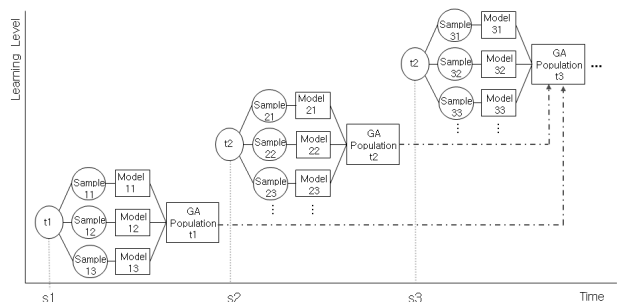 Learning Level
t1
Sample
11
Sample
12
Sample
13
Model
11
Model
12
Model
13
GA
Population
t1
t2
Sample
21
Sample
22
Sample
23
Model
21
Model
22
Model
23
GA
Population
t2
t2
Sample
31
Sample
32
Sample
33
Model
31
Model
32
Model
33
GA
Population
t3
...
s1
s2
s3
Time